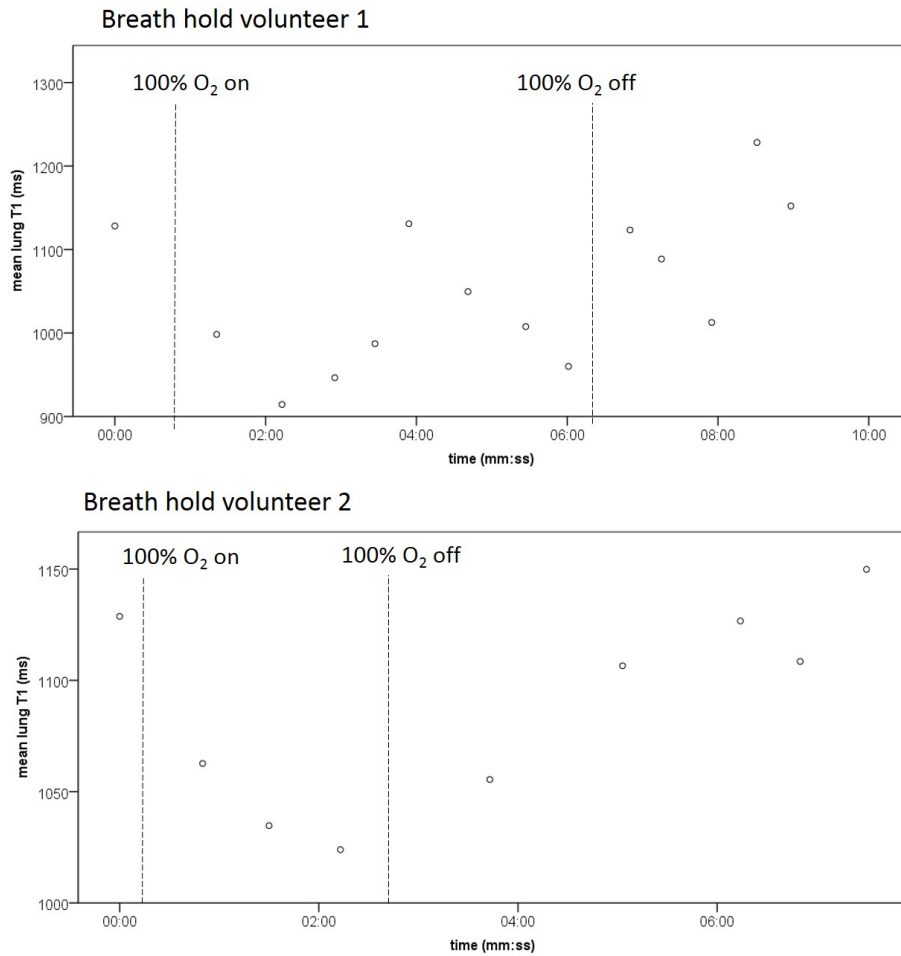 Breath hold volunteer 1
100% O₂ on
100% O₂ off
mean lung T1 (ms)
1300
1200
1100
1000
900
00:00 02:00 04:00 06:00 08:00 10:00
time (mm:ss)
Breath hold volunteer 2
100% O₂ on
100% O₂ off
mean lung T1 (ms)
1150
1100
1050
1000
00:00 02:00 04:00 06:00
time (mm:ss)